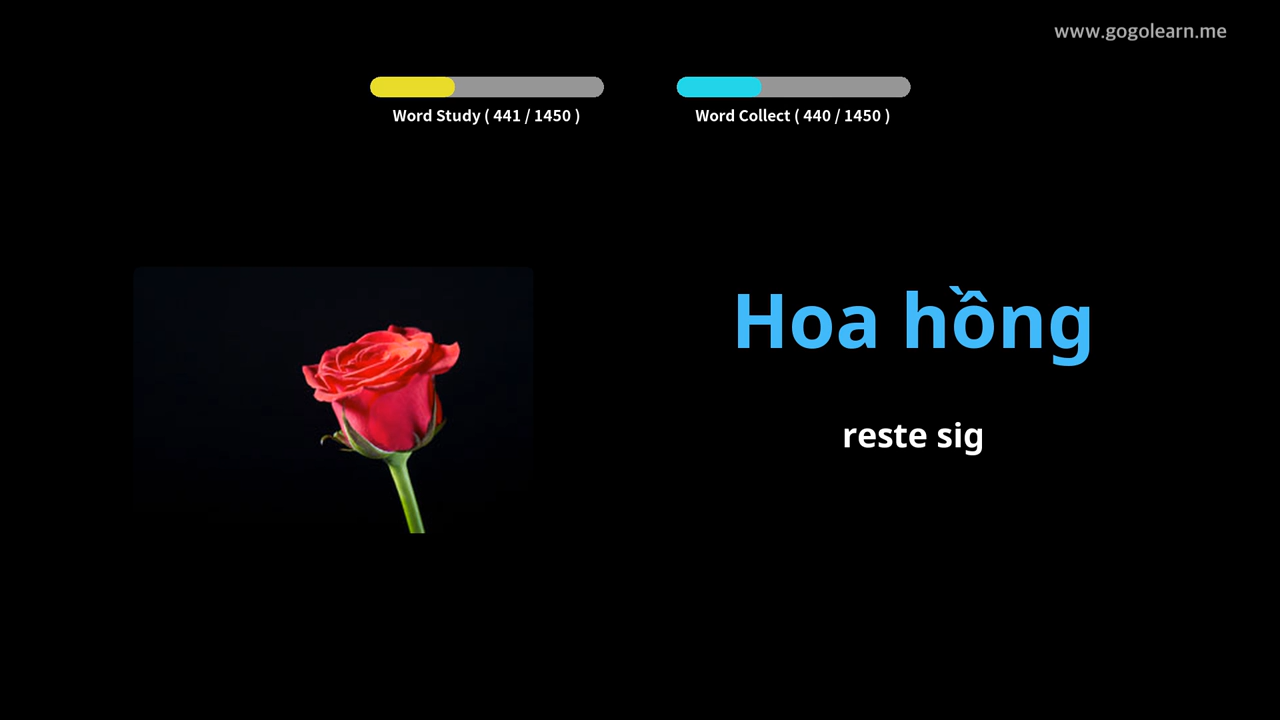 www.gogolearn.me
Word Study ( 441 / 1450 )
Word Collect ( 440 / 1450 )
Hoa hồng
reste sig